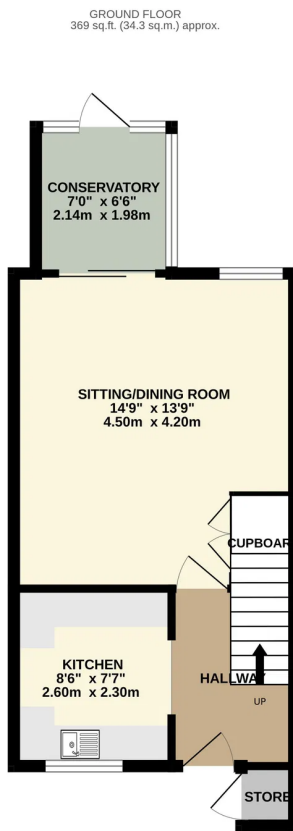 GROUND FLOOR
369 sq.ft. (34.3 sq.m.) approx.
CONSERVATORY
7'0" x 6'6"
2.14m x 1.98m
SITTING/DINING ROOM
14'9" x 13'9"
4.50m x 4.20m
CUPBOAR
KITCHEN
8'6" x 7'7"
2.60m x 2.30m
HALLWAY
UP
STORE